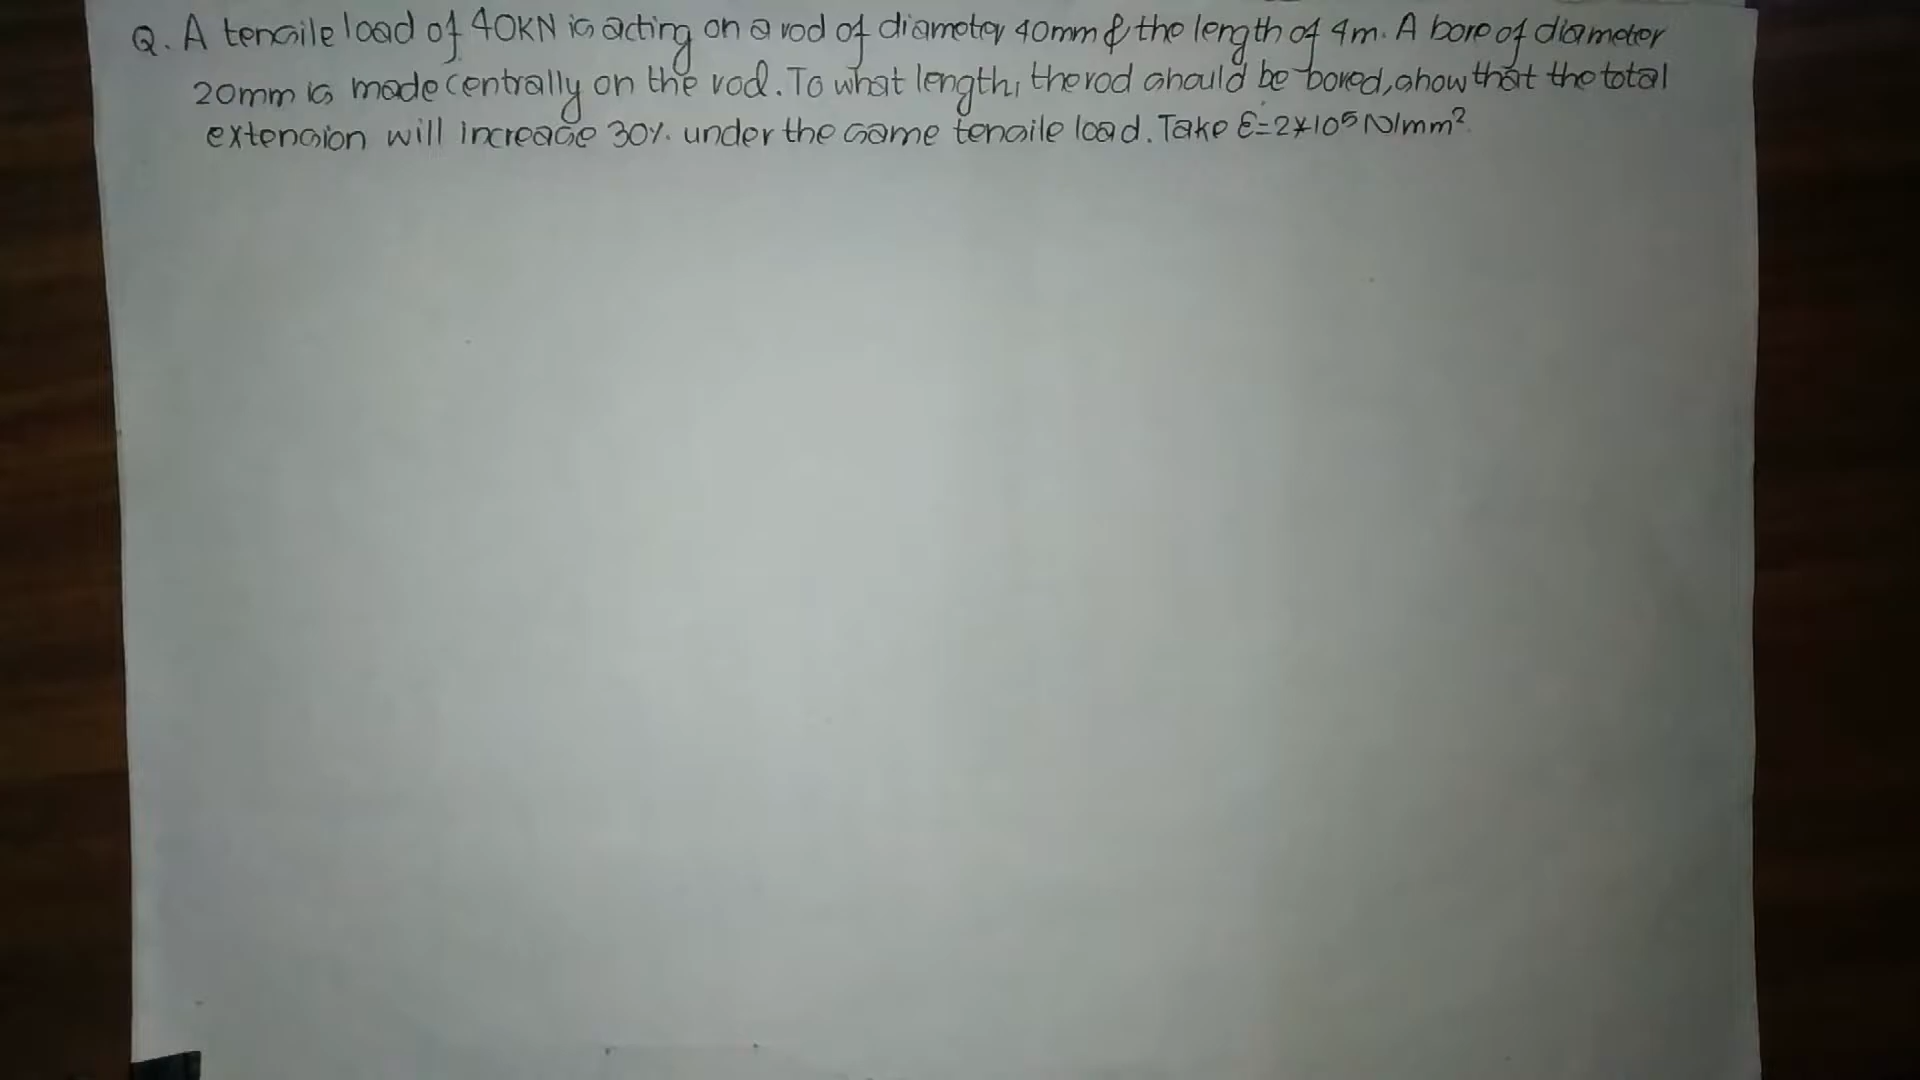 Q. A tensile load of 40KN is acting on a rod of diameter 40mm & the length of 4m. A bore of diameter
20mm is made centrally on the rod. To what length, the rod should be bored, show that the total
extension will increase 30%. under the same tensile load. Take E=2*10⁵ N/mm².